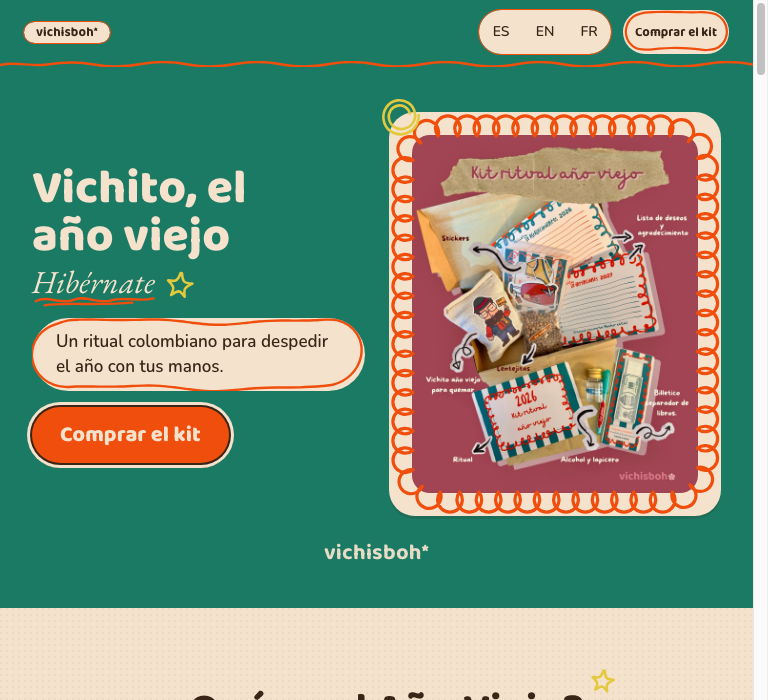 vichisboh*
ES EN FR
Comprar el kit
Vichito, el
año viejo
Hibérnate
Un ritual colombiano para despedir
el año con tus manos.
Comprar el kit
Kit ritual año viejo
Stickers
Lista de deseos
y
agradecimiento
Lentejitas
Vichito año viejo
para quemar
Billetico
separador de
libros.
2026
Kit ritual
año viejo
Ritual
Alcohol y lapicero
vichisboh
vichisboh*